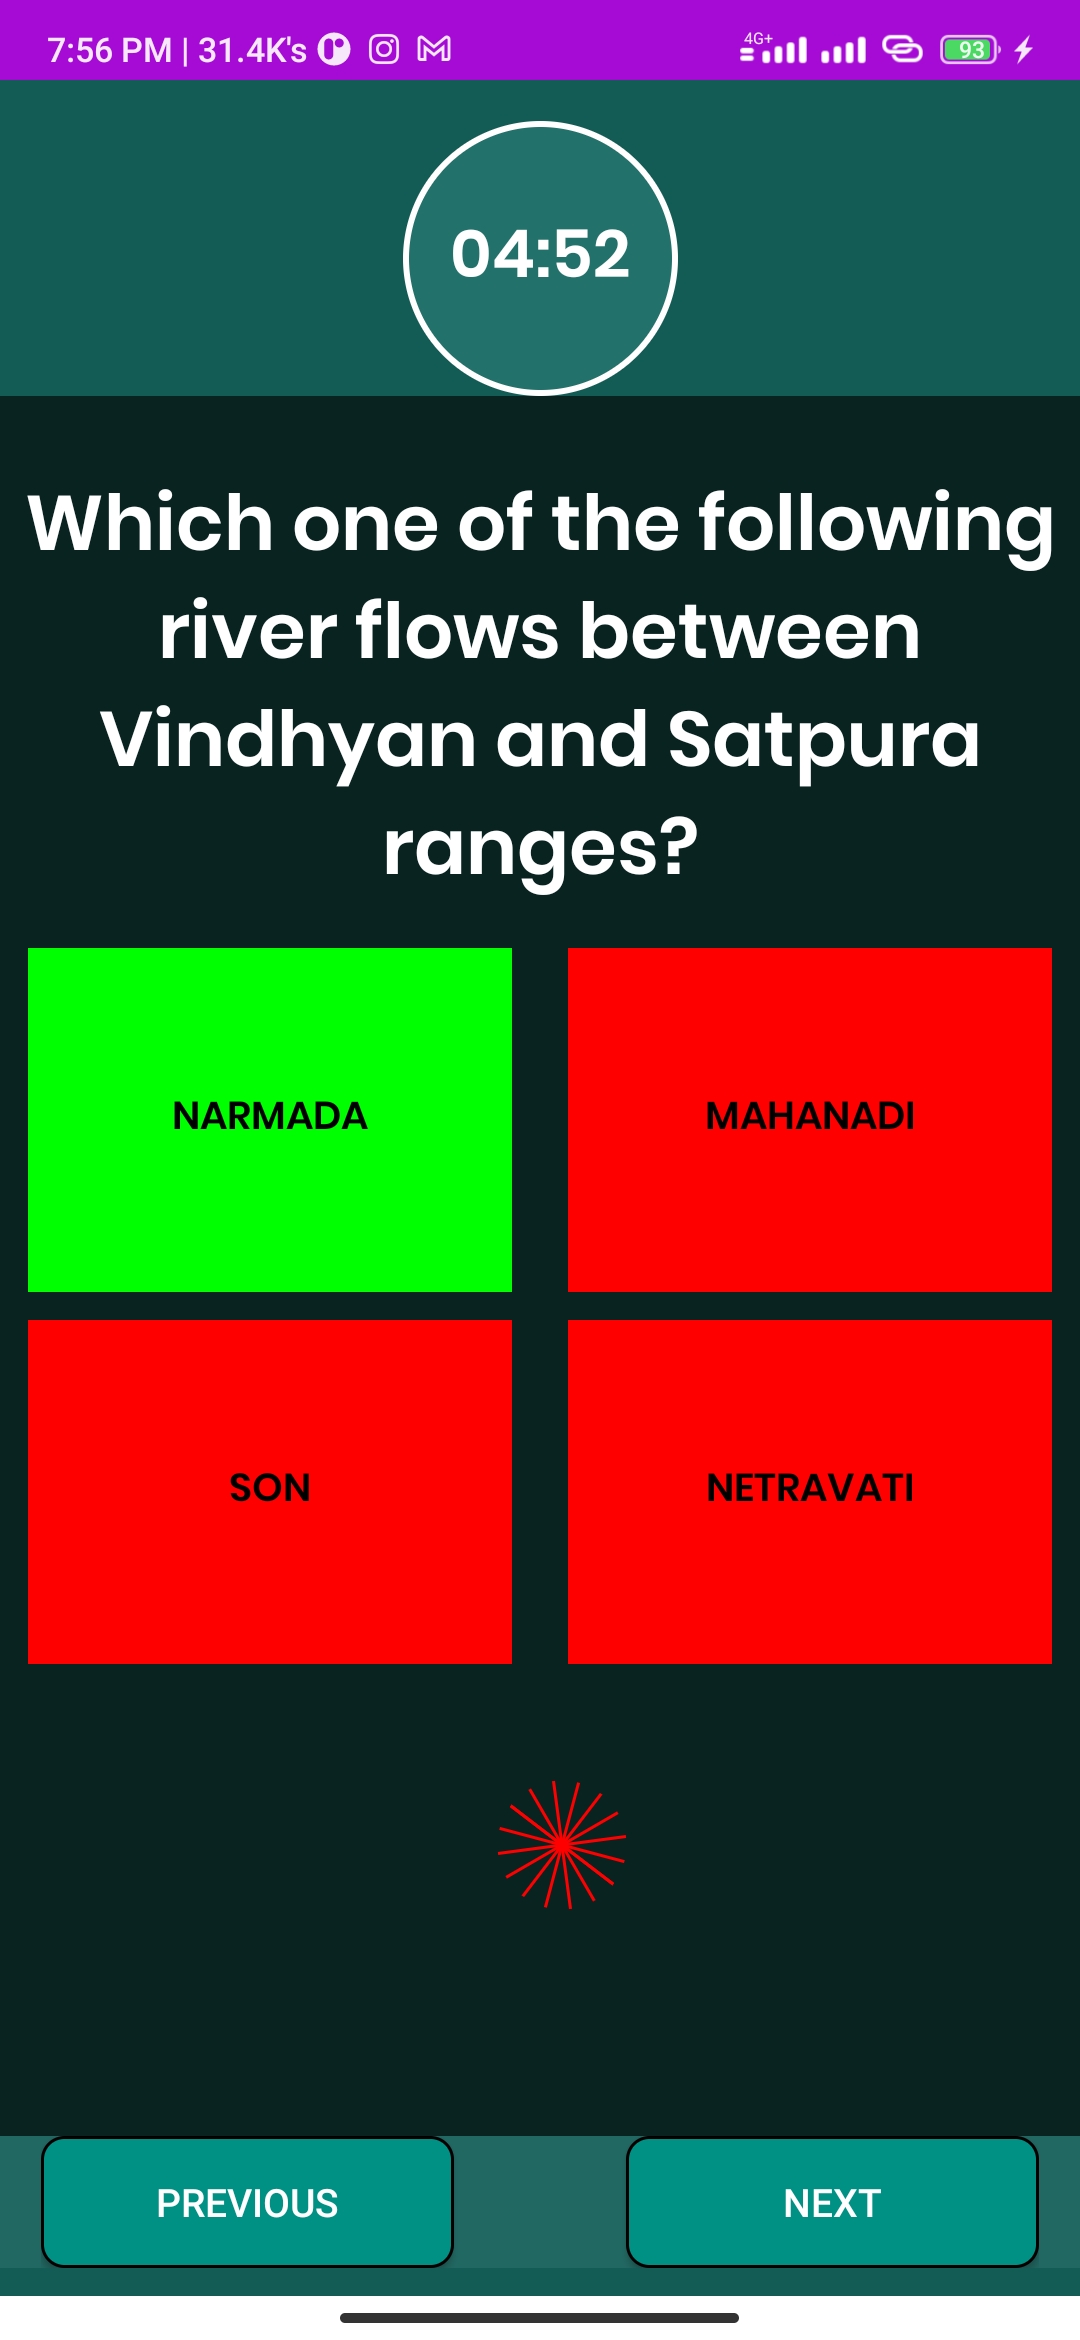 7:56 PM | 31.4K's
4G+
93
04:52
Which one of the following
river flows between
Vindhyan and Satpura
ranges?
NARMADA
MAHANADI
SON
NETRAVATI
PREVIOUS
NEXT